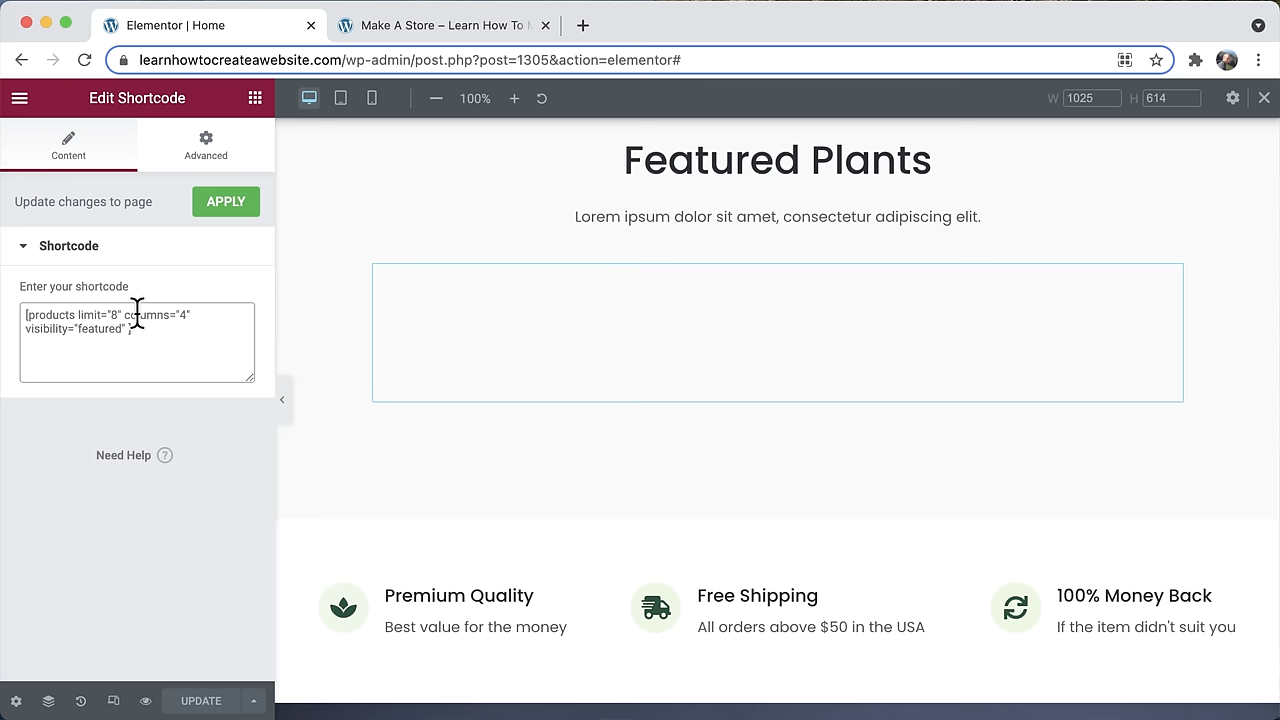 Elementor | Home
Make A Store – Learn How To
learnhowtocreateawebsite.com/wp-admin/post.php?post=1305&action=elementor#
Edit Shortcode
100%
W 1025 H 614
Content
Advanced
Update changes to page
APPLY
Shortcode
Enter your shortcode
[products limit="8" columns="4"
visibility="featured" ]
Need Help ?
UPDATE
Featured Plants
Lorem ipsum dolor sit amet, consectetur adipiscing elit.
Premium Quality
Best value for the money
Free Shipping
All orders above $50 in the USA
100% Money Back
If the item didn't suit you